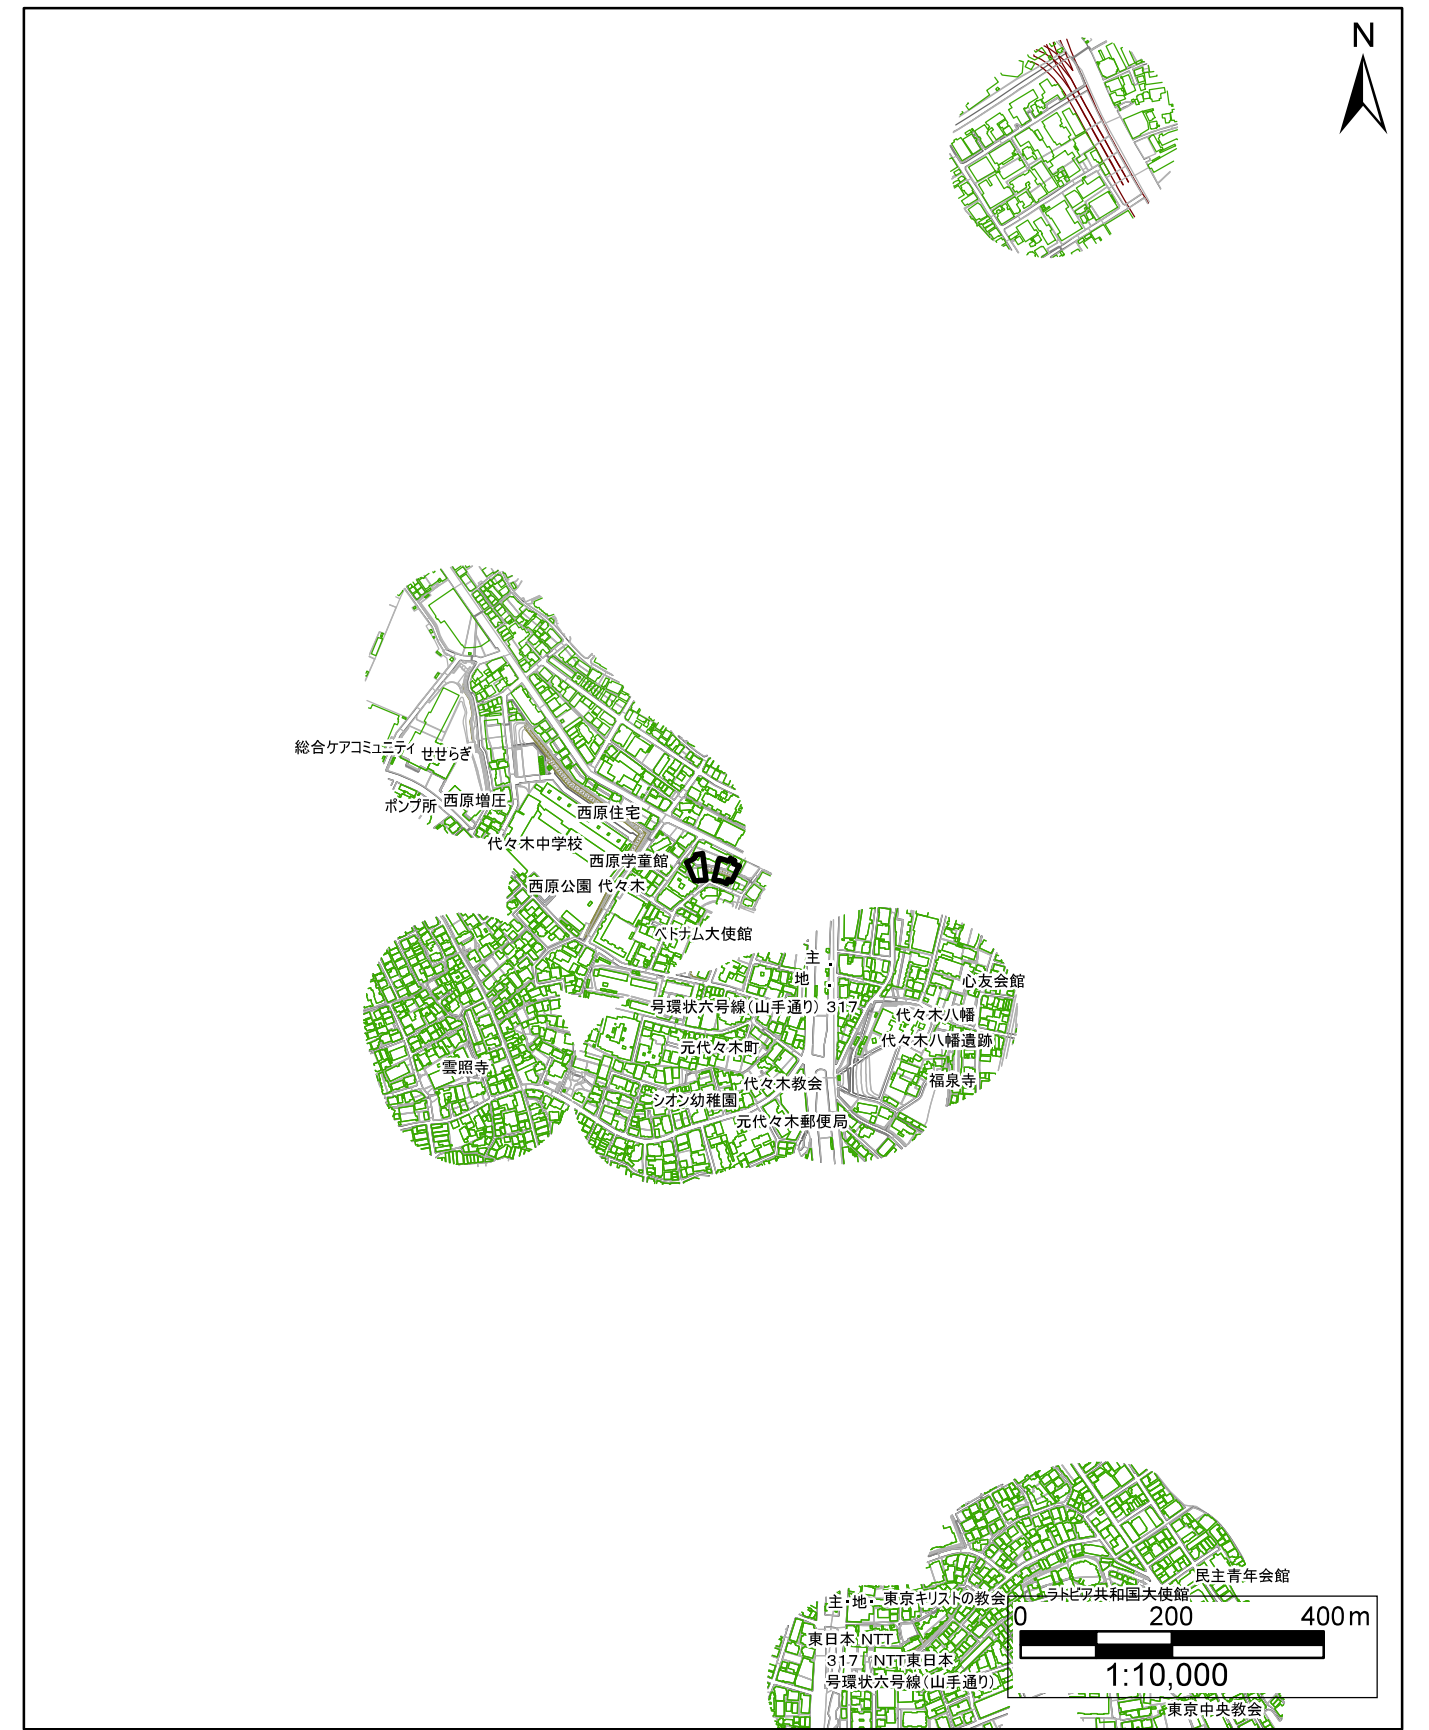 N
総合ケアコミュニティ せせらぎ
ポンプ所 西原増圧
西原住宅
代々木中学校
西原学童館
西原公園 代々木
ベトナム大使館
主・
地・
心友会館
号環状六号線(山手通り) 317
代々木八幡
代々木八幡遺跡
元代々木町
雲照寺
代々木教会
福泉寺
シオン幼稚園
元代々木郵便局
民主青年会館
ラトビア共和国大使館
主・地・東京キリストの教会
0 200 400m
東日本 NTT
317 NTT東日本
1:10,000
号環状六号線(山手通り)
東京中央教会